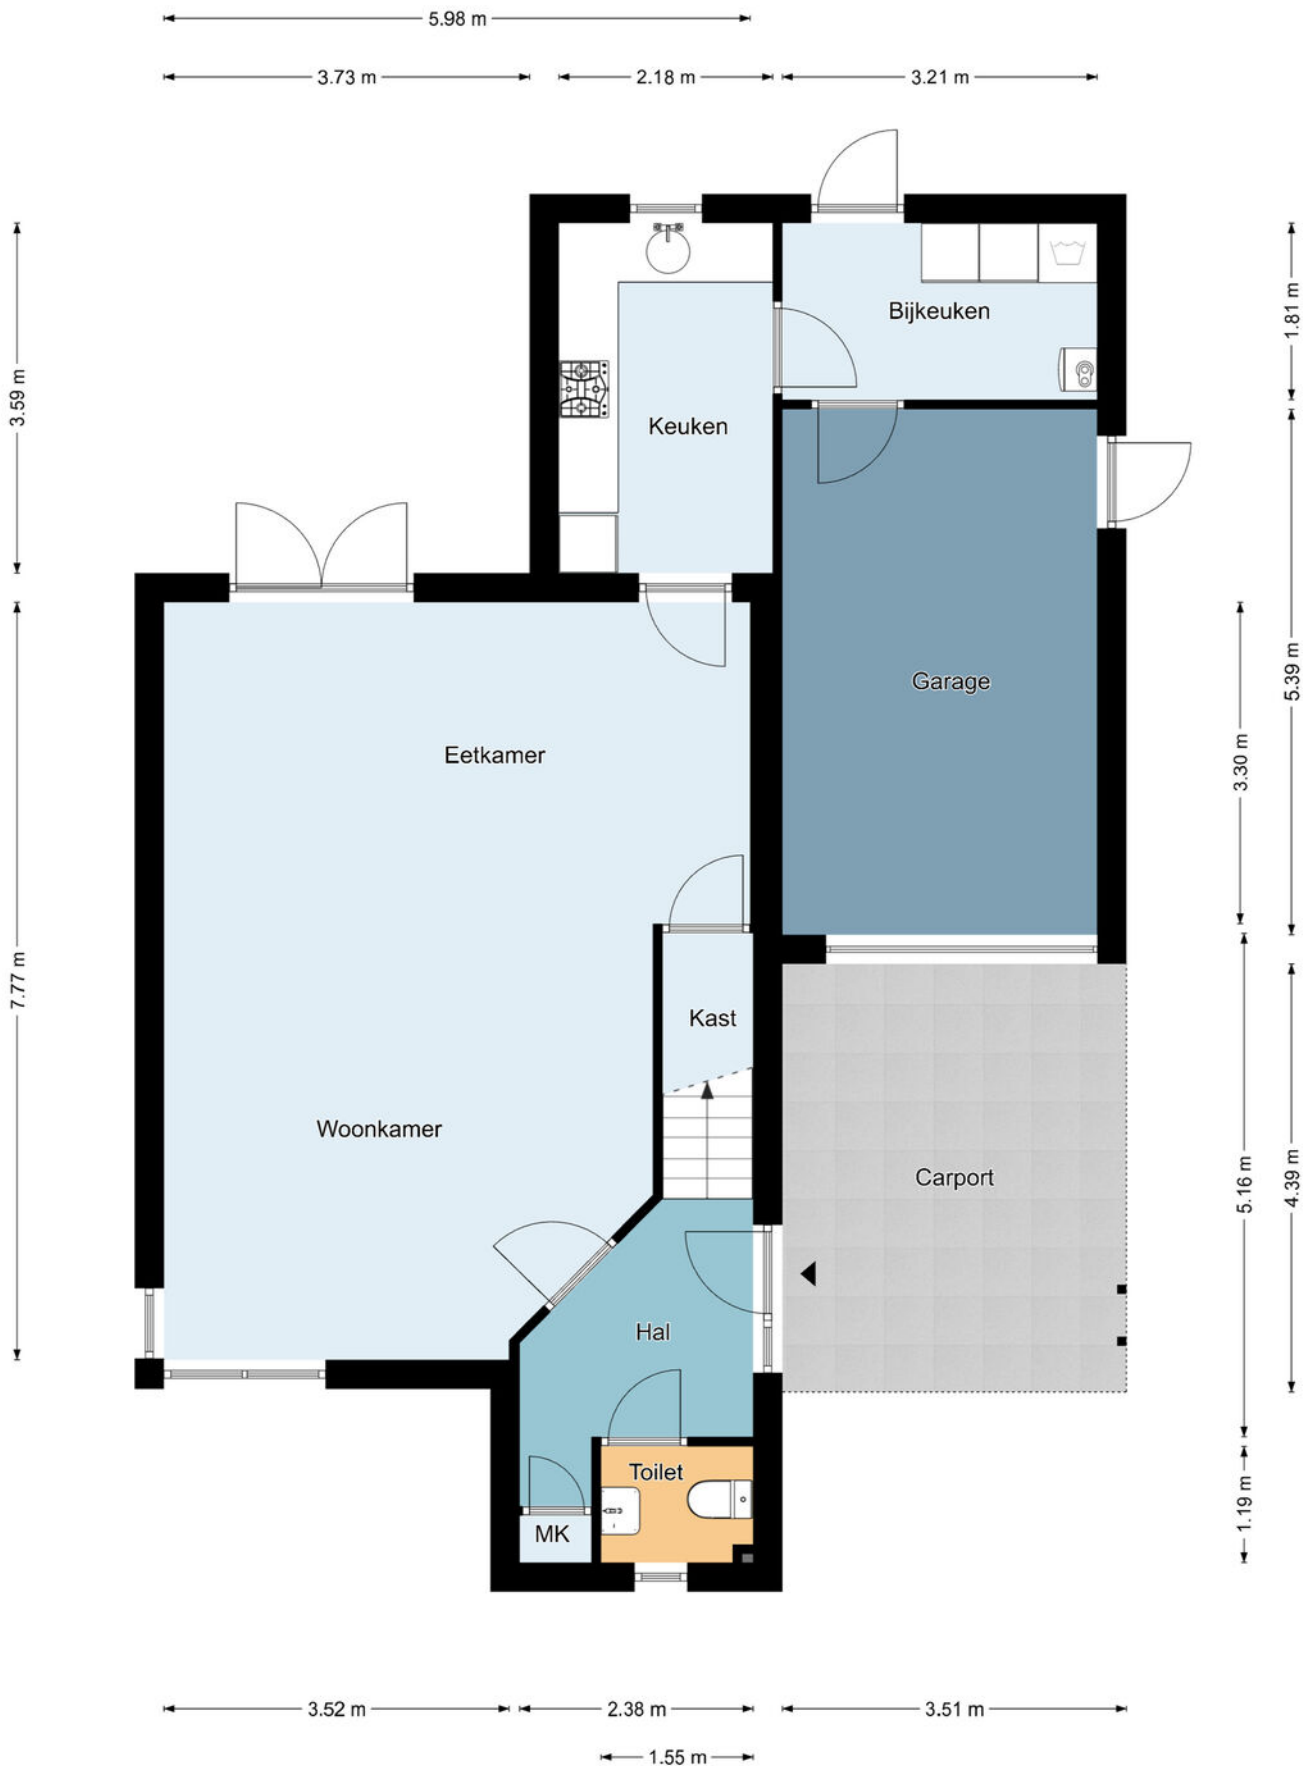 5.98 m
3.73 m
2.18 m
3.21 m
3.59 m
7.77 m
1.81 m
5.39 m
3.30 m
5.16 m
4.39 m
1.19 m
Bijkeuken
Keuken
Garage
Eetkamer
Kast
Woonkamer
Carport
Hal
Toilet
MK
3.52 m
2.38 m
3.51 m
1.55 m